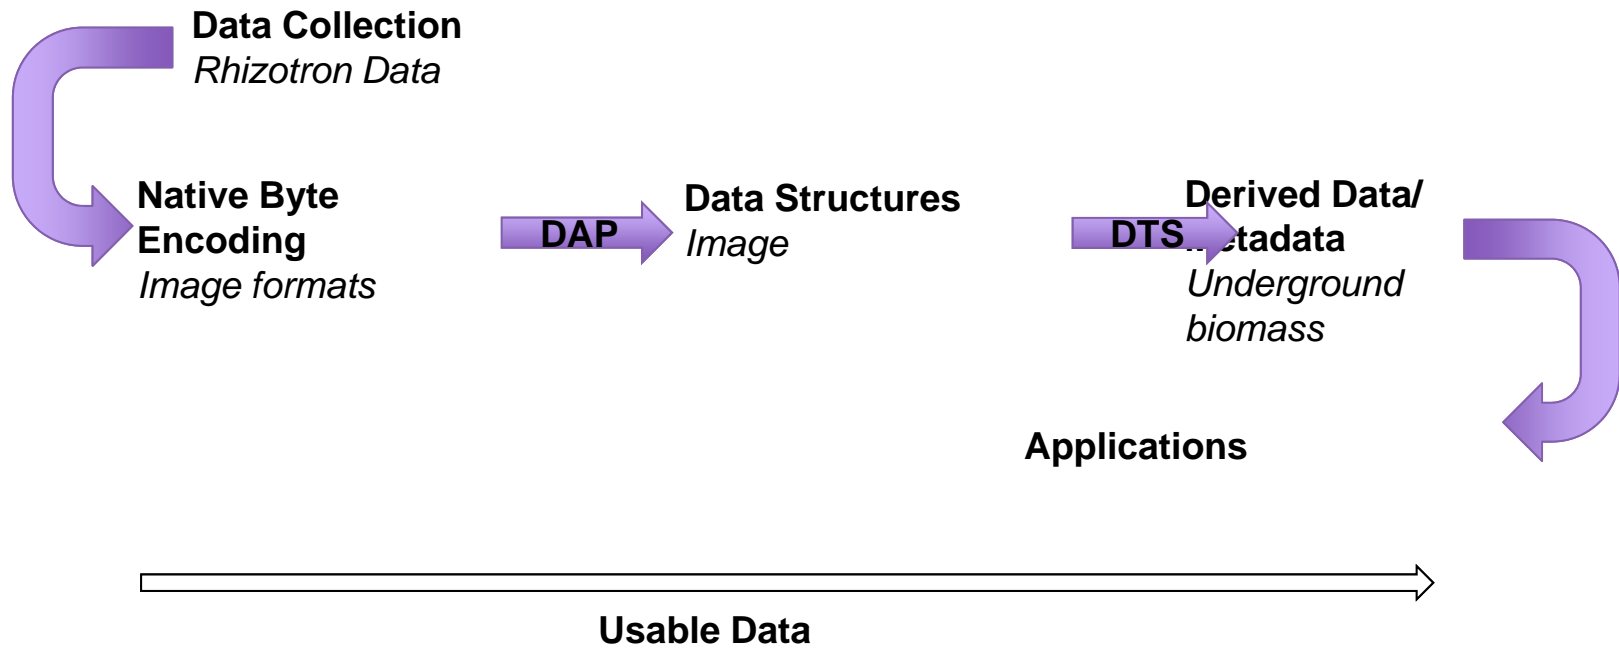 Data Collection
Rhizotron Data
Native Byte
Encoding
Image formats
DAP
Data Structures
Image
DTS
Derived Data/
Metadata
Underground
biomass
Applications
Usable Data